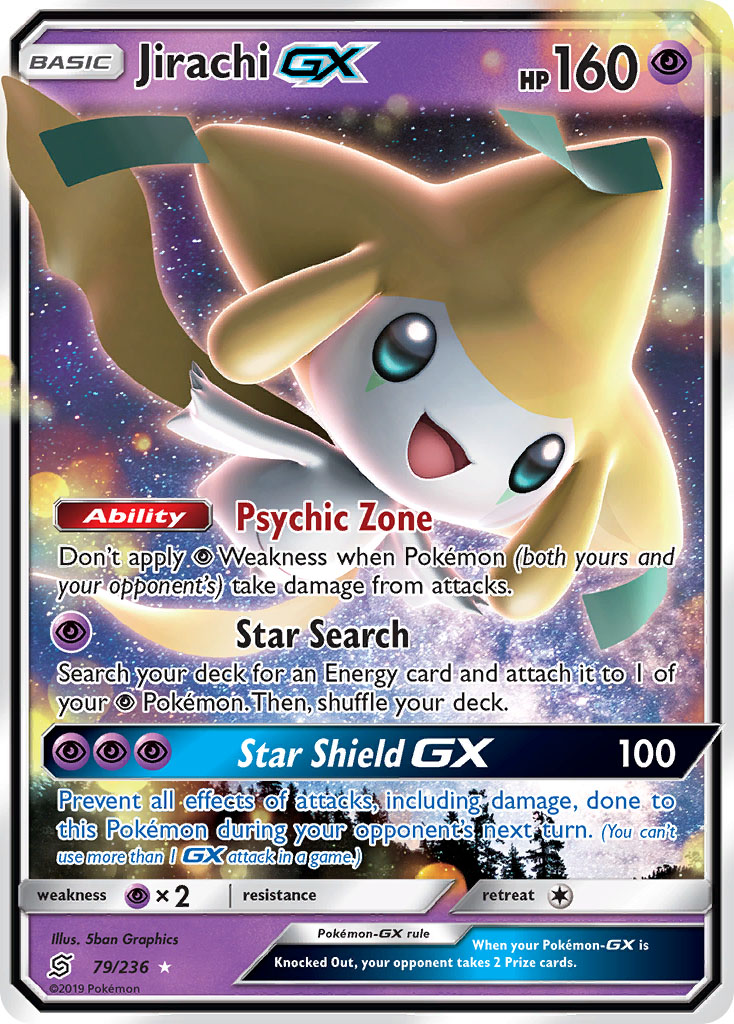 BASIC Jirachi GX HP 160
Ability Psychic Zone
Don't apply Weakness when Pokémon (both yours and
your opponent's) take damage from attacks.
Star Search
Search your deck for an Energy card and attach it to 1 of
your Pokémon. Then, shuffle your deck.
Star Shield GX 100
Prevent all effects of attacks, including damage, done to
this Pokémon during your opponent's next turn. (You can't
use more than 1 GX attack in a game.)
weakness ×2 resistance retreat
Illus. 5ban Graphics
Pokémon-GX rule
When your Pokémon-GX is
Knocked Out, your opponent takes 2 Prize cards.
79/236
©2019 Pokémon